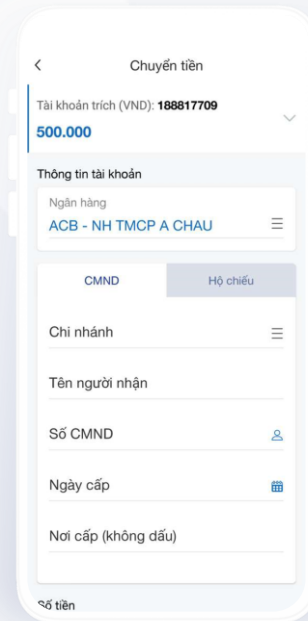 Chuyển tiền
Tài khoản trích (VND): 188817709
500.000
Thông tin tài khoản
Ngân hàng
ACB - NH TMCP A CHAU
CMND
Hộ chiếu
Chi nhánh
Tên người nhận
Số CMND
Ngày cấp
Nơi cấp (không dấu)
Số tiền